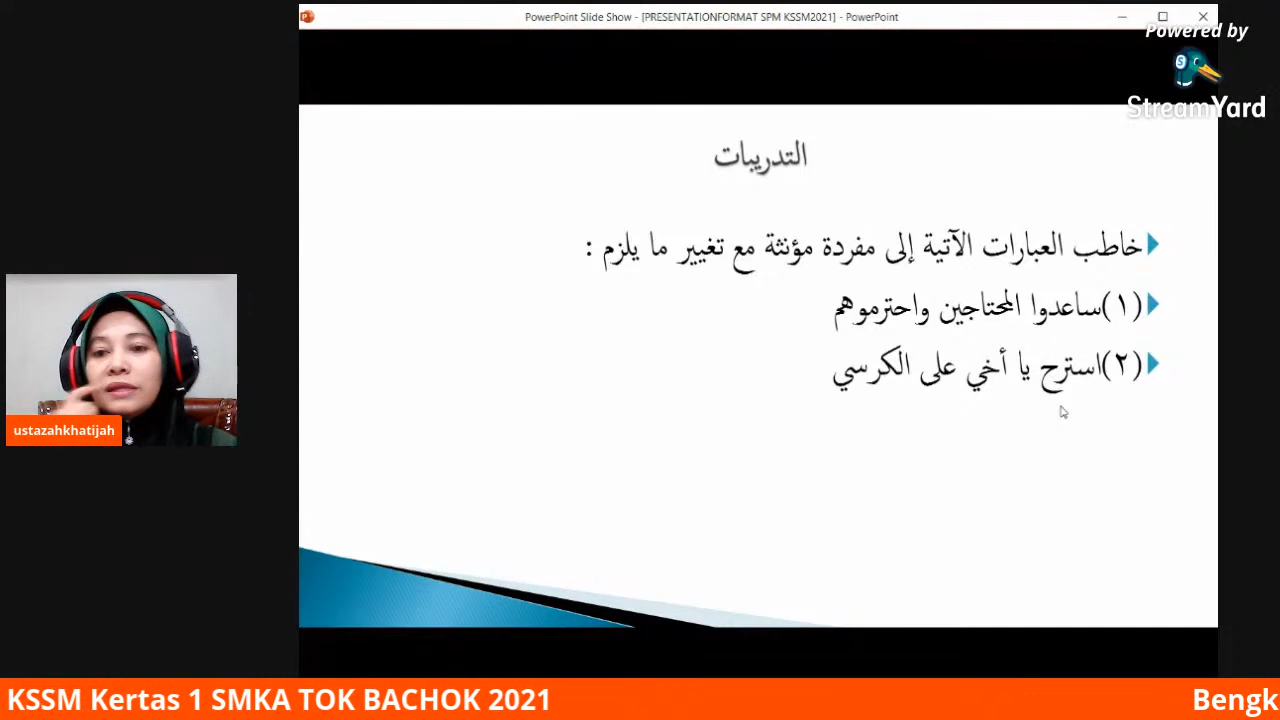 PowerPoint Slide Show - [PRESENTATIONFORMAT SPM KSSM2021] - PowerPoint
Powered by
StreamYard
التدريبات
خاطب العبارات الآتية إلى مفردة مؤنثة مع تغيير ما يلزم :
(١)ساعدوا المحتاجين واحترموهم
(٢)استرح يا أخي على الكرسي
ustazahkhatijah
KSSM Kertas 1 SMKA TOK BACHOK 2021
Bengk